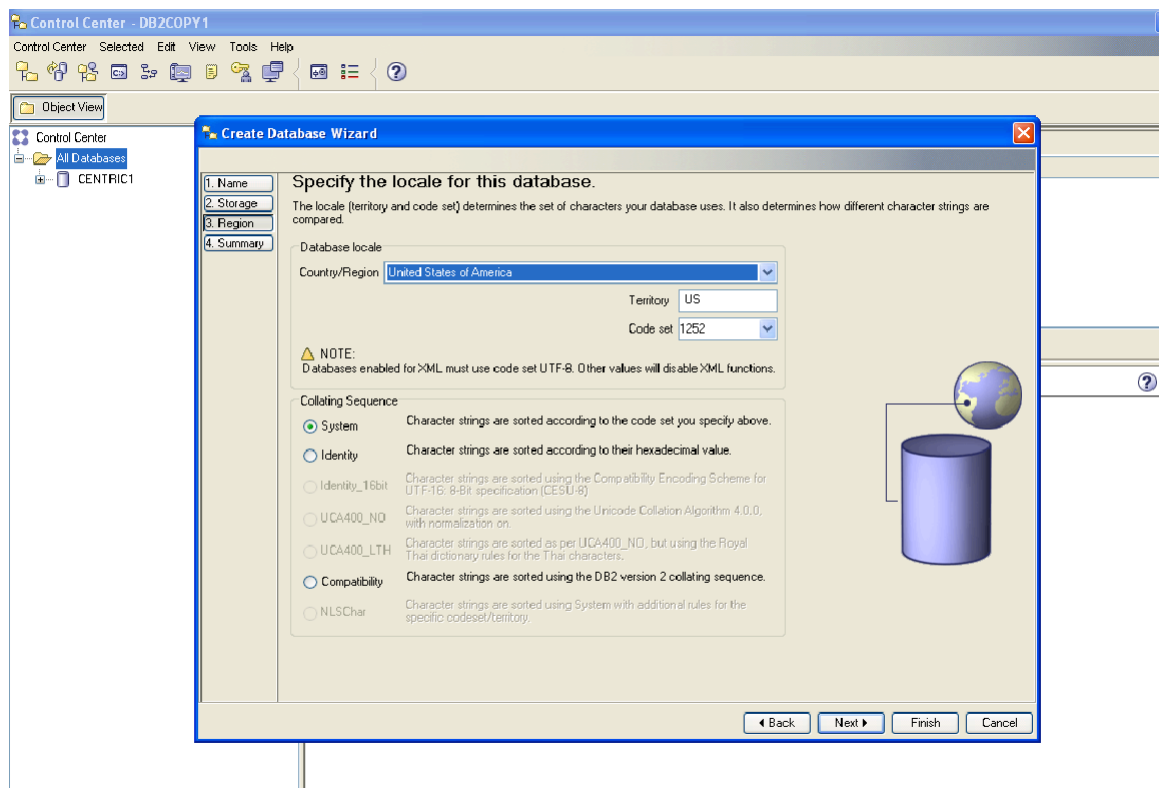 Control Center - DB2COPY1
Control Center Selected Edit View Tools Help
Object View
Control Center
All Databases
CENTRIC1
Create Database Wizard
1. Name
2. Storage
3. Region
4. Summary
Specify the locale for this database.
The locale (territory and code set) determines the set of characters your database uses. It also determines how different character strings are
compared.
Database locale
Country/Region United States of America
Territory US
Code set 1252
NOTE:
Databases enabled for XML must use code set UTF-8. Other values will disable XML functions.
Collating Sequence
System Character strings are sorted according to the code set you specify above.
Identity Character strings are sorted according to their hexadecimal value.
Identity_16bit Character strings are sorted using the Compatibility Encoding Scheme for
UTF-16: 8-Bit specification (CESU-8)
UCA400_NO Character strings are sorted using the Unicode Collation Algorithm 4.0.0,
with normalization on.
UCA400_LTH Character strings are sorted as per UCA400_NO, but using the Royal
Thai dictionary rules for the Thai characters.
Compatibility Character strings are sorted using the DB2 version 2 collating sequence.
NLSChar Character strings are sorted using System with additional rules for the
specific codeset/territory.
Back Next Finish Cancel